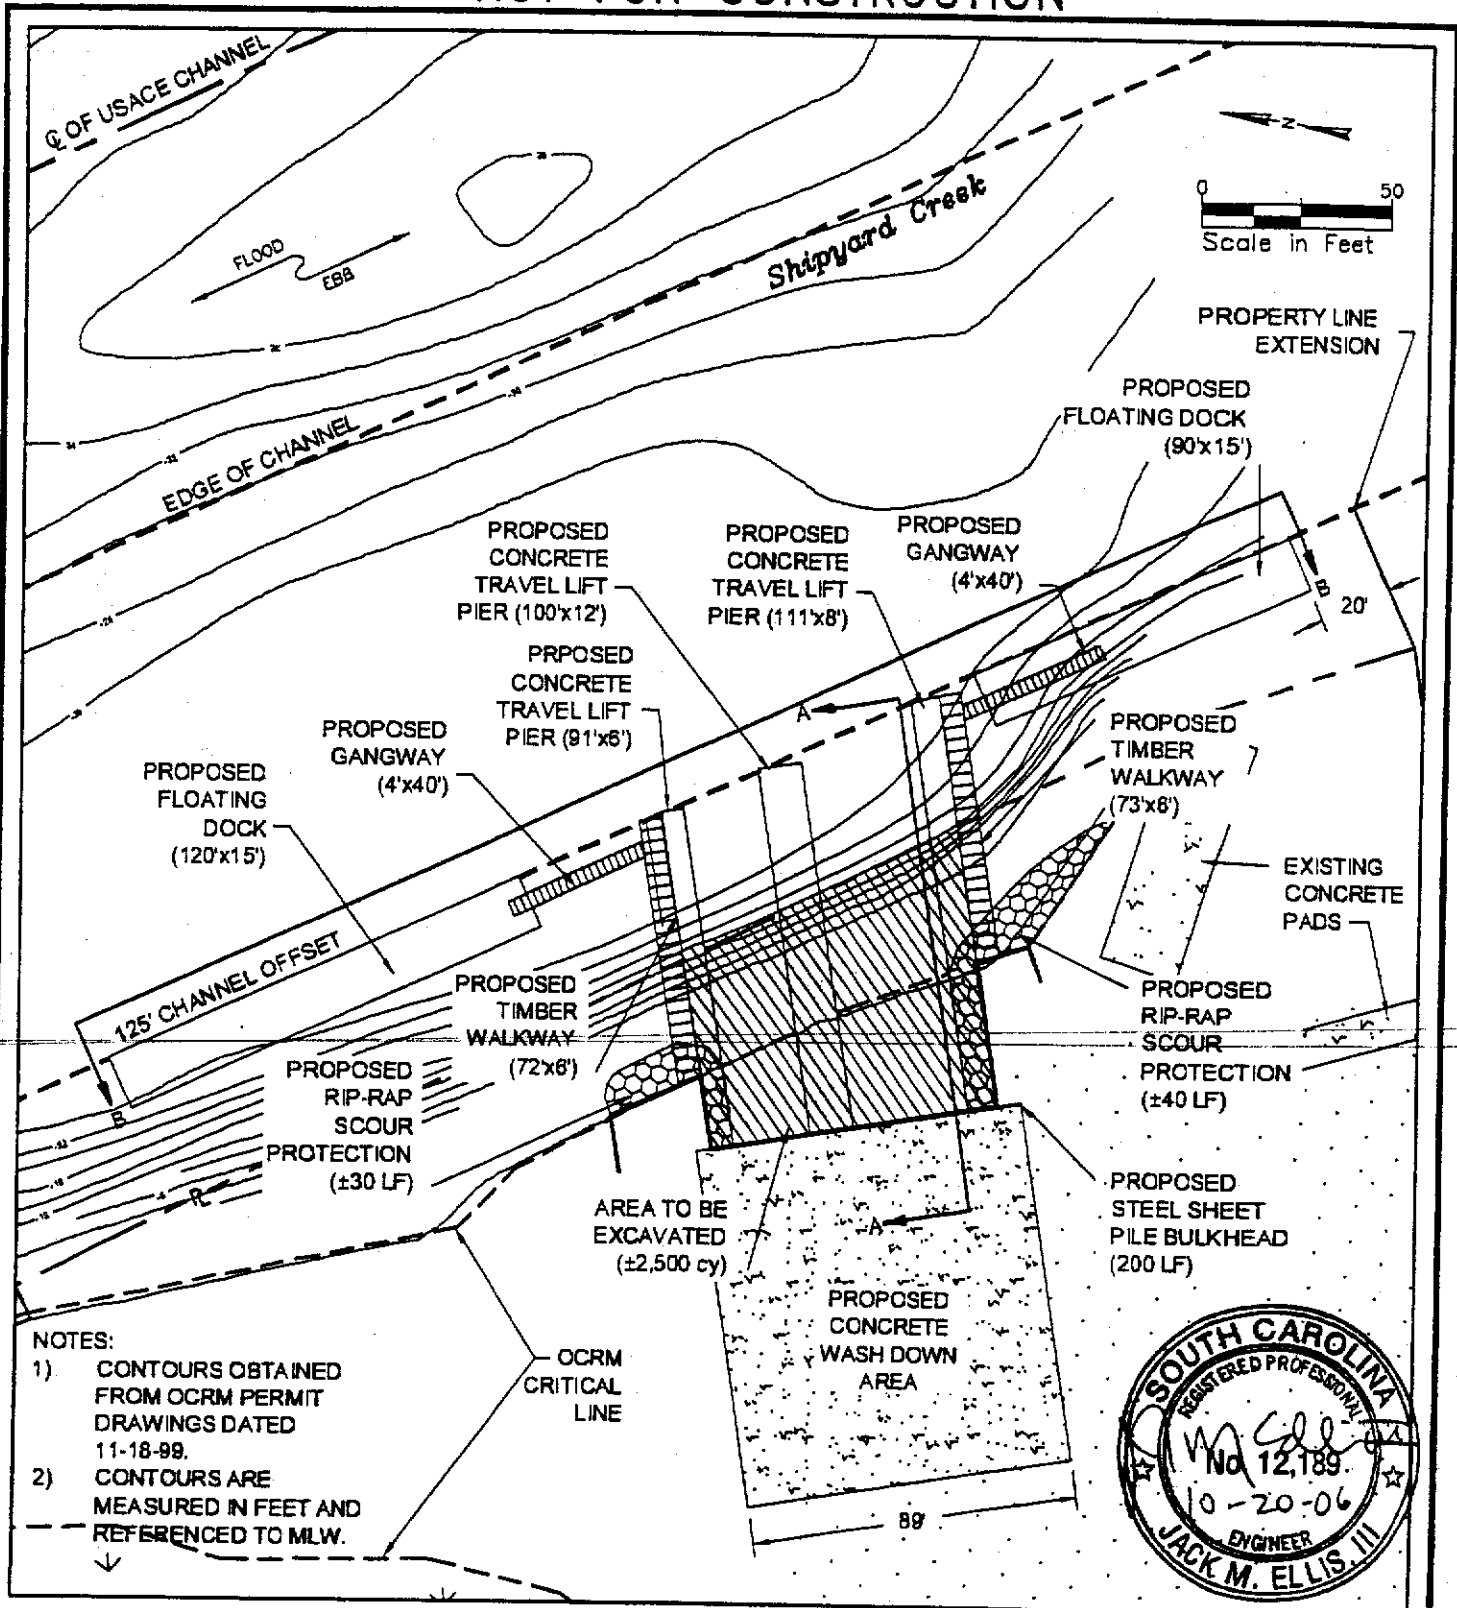 NOT FOR CONSTRUCTION
℄ OF USACE CHANNEL
N
0 50
Scale in Feet
FLOOD
EBB
Shipyard Creek
EDGE OF CHANNEL
PROPERTY LINE
EXTENSION
PROPOSED
FLOATING DOCK
(90'x15')
PROPOSED
CONCRETE
TRAVEL LIFT
PIER (100'x12')
PROPOSED
CONCRETE
TRAVEL LIFT
PIER (111'x8')
PROPOSED
GANGWAY
(4'x40')
B
20'
PRPOSED
CONCRETE
TRAVEL LIFT
PIER (91'x6')
A
PROPOSED
GANGWAY
(4'x40')
PROPOSED
FLOATING
DOCK
(120'x15')
PROPOSED
TIMBER
WALKWAY
(73'x6')
EXISTING
CONCRETE
PADS
125' CHANNEL OFFSET
PROPOSED
TIMBER
WALKWAY
(72'x6')
PROPOSED
RIP-RAP
SCOUR
PROTECTION
(±40 LF)
B
PROPOSED
RIP-RAP
SCOUR
PROTECTION
(±30 LF)
PL
AREA TO BE
EXCAVATED
(±2,500 cy)
A
PROPOSED
STEEL SHEET
PILE BULKHEAD
(200 LF)
PROPOSED
CONCRETE
WASH DOWN
AREA
89'
OCRM
CRITICAL
LINE
NOTES:
1) CONTOURS OBTAINED
FROM OCRM PERMIT
DRAWINGS DATED
11-18-99.
2) CONTOURS ARE
MEASURED IN FEET AND
REFERENCED TO MLW.
SOUTH CAROLINA
REGISTERED PROFESSIONAL
No. 12,189
10-20-06
ENGINEER
JACK M. ELLIS, III